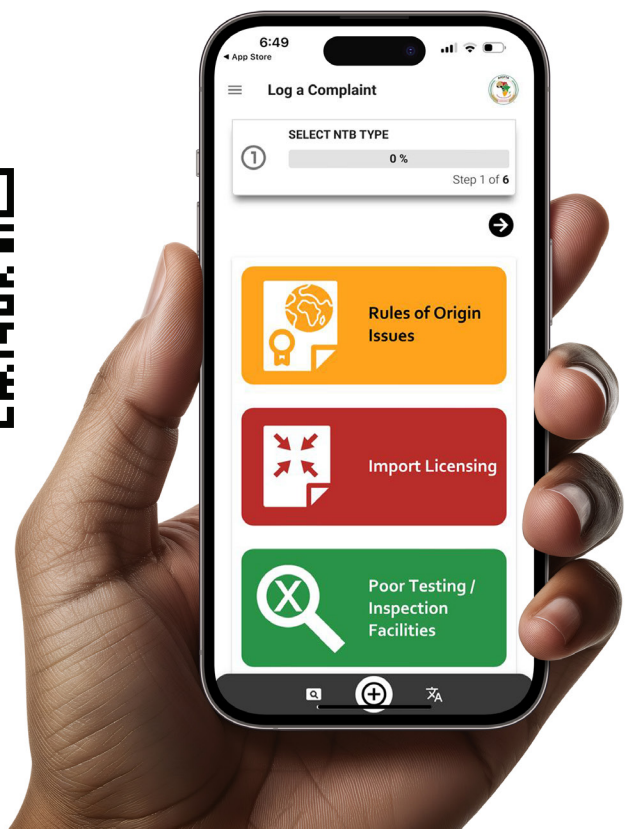 6:49
◀ App Store
Log a Complaint
SELECT NTB TYPE
1
0 %
Step 1 of 6
Rules of Origin
Issues
Import Licensing
X
Poor Testing /
Inspection
Facilities